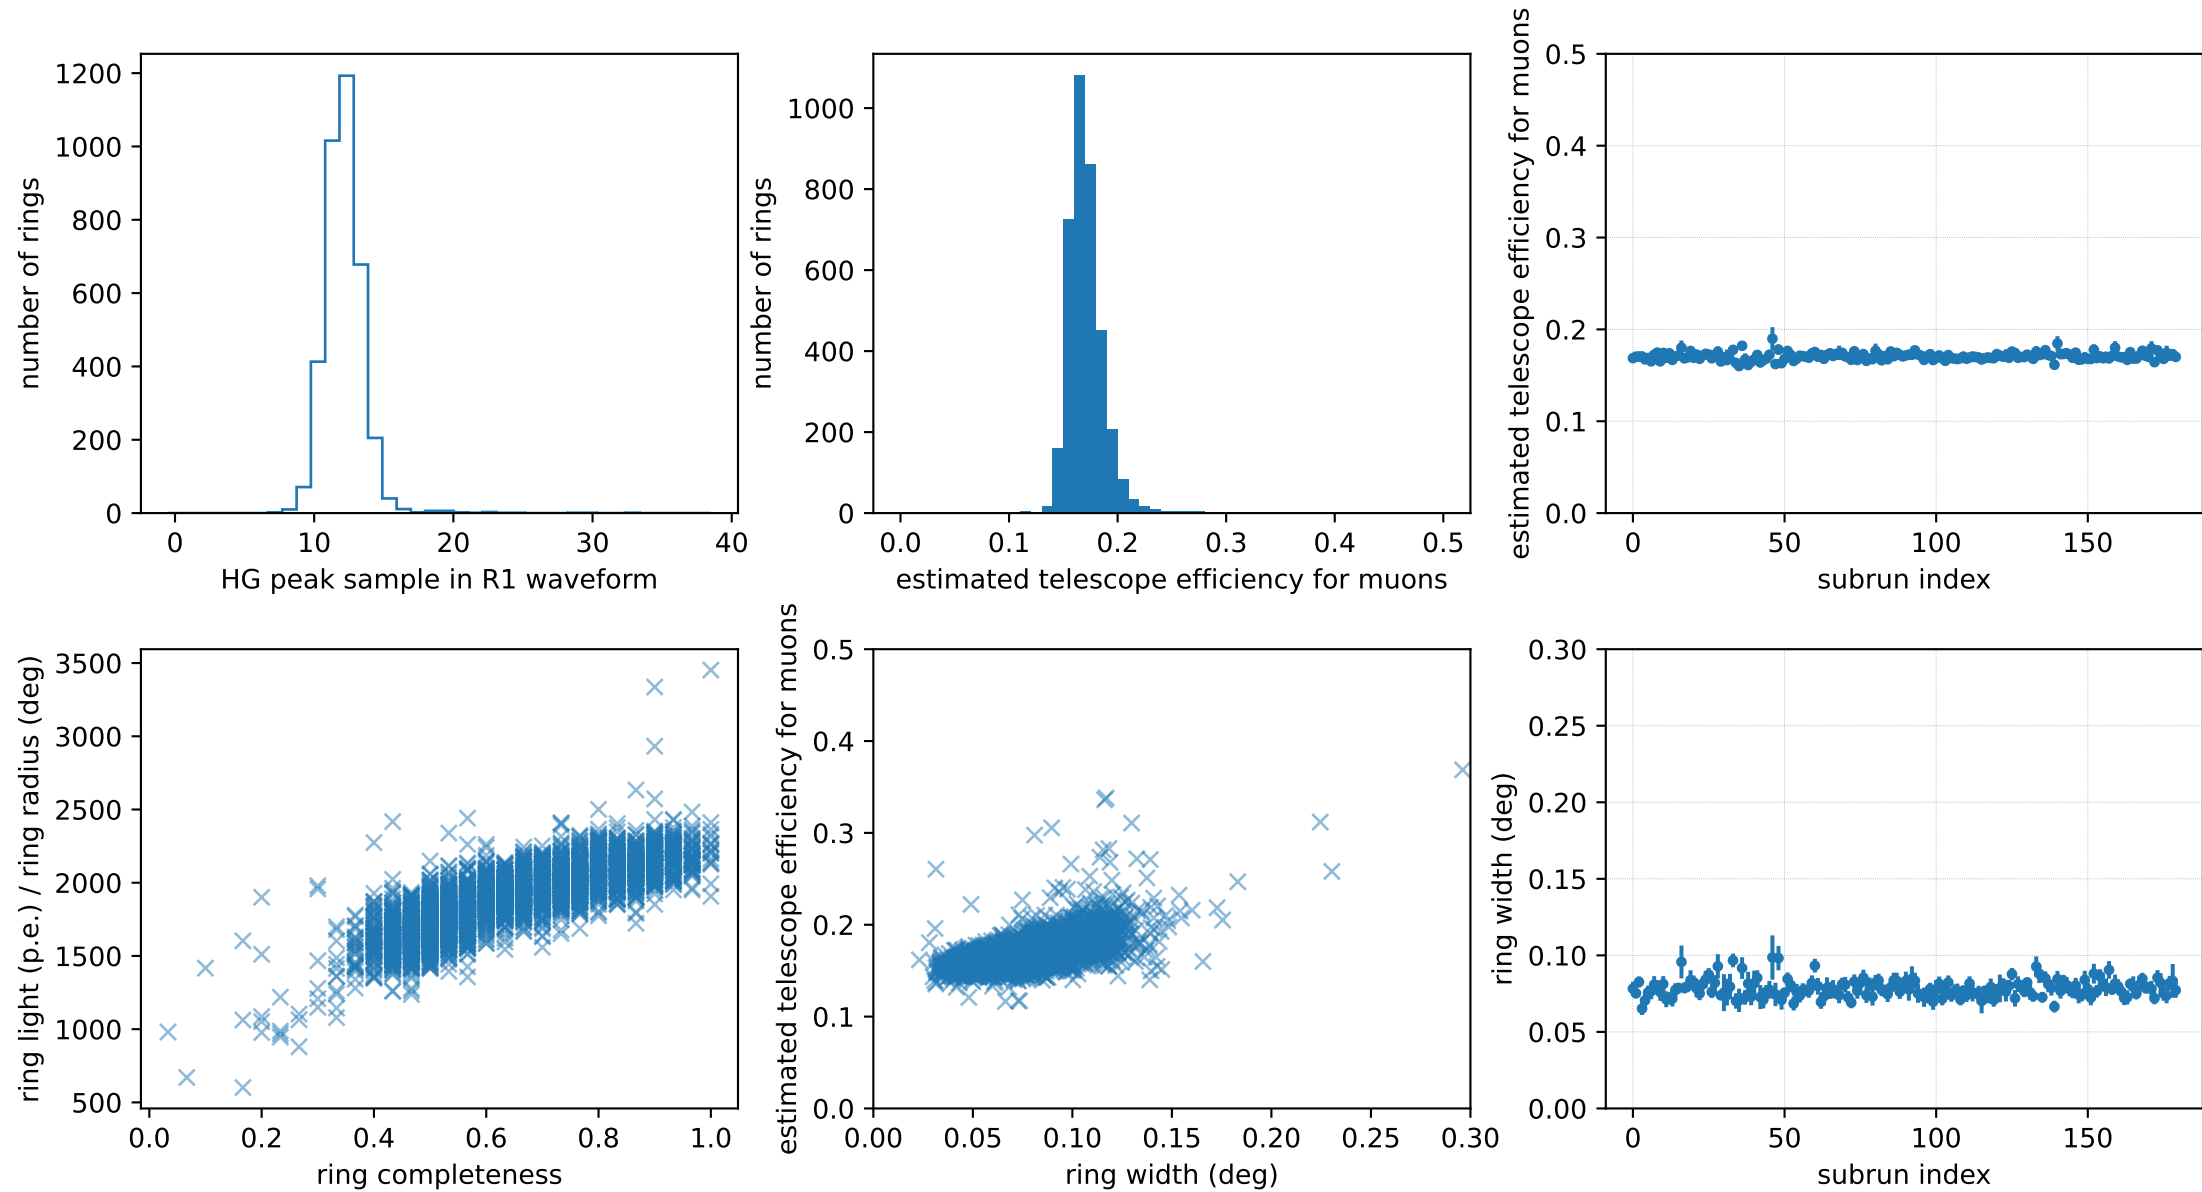 1200
1000
800
600
400
200
0
number of rings
0 10 20 30 40
HG peak sample in R1 waveform
1000
800
600
400
200
0
number of rings
0.0 0.1 0.2 0.3 0.4 0.5
estimated telescope efficiency for muons
0.5
0.4
0.3
0.2
0.1
0.0
estimated telescope efficiency for muons
0 50 100 150
subrun index
3500
3000
2500
2000
1500
1000
500
ring light (p.e.) / ring radius (deg)
0.0 0.2 0.4 0.6 0.8 1.0
ring completeness
0.5
0.4
0.3
0.2
0.1
0.0
estimated telescope efficiency for muons
0.00 0.05 0.10 0.15 0.20 0.25 0.30
ring width (deg)
0.30
0.25
0.20
0.15
0.10
0.05
0.00
ring width (deg)
0 50 100 150
subrun index